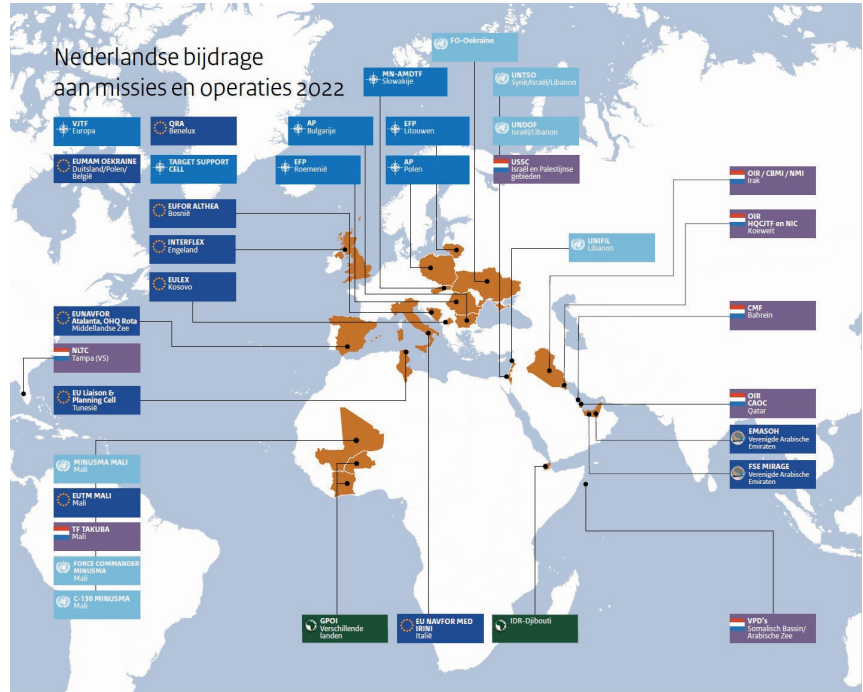 Nederlandse bijdrage
aan missies en operaties 2022
FO-Oekraïne
MN-AMDTF
Slowakije
UNTSO
Syrië/Israël/Libanon
VJTF
Europa
QRA
Benelux
AP
Bulgarije
EFP
Litouwen
UNDOF
Israël/Libanon
EUMAM OEKRAINE
Duitsland/Polen/
België
TARGET SUPPORT
CELL
EFP
Roemenië
AP
Polen
USSC
Israël en Palestijnse
gebieden
OIR / CBMI / NMI
Irak
EUFOR ALTHEA
Bosnië
OIR
HQCJTF en NIC
Koeweit
INTERFLEX
Engeland
UNIFIL
Libanon
EULEX
Kosovo
EUNAVFOR
Atalanta, OHQ Rota
Middellandse Zee
CMF
Bahrein
NLTC
Tampa (VS)
EU Liaison &
Planning Cell
Tunesië
OIR
CAOC
Qatar
EMASOH
Verenigde Arabische
Emiraten
MINUSMA MALI
Mali
FSE MIRAGE
Verenigde Arabische
Emiraten
EUTM MALI
Mali
TF TAKUBA
Mali
FORCE COMMANDER
MINUSMA
Mali
C-130 MINUSMA
Mali
GPOI
Verschillende
landen
EU NAVFOR MED
IRINI
Italië
IDR-Djibouti
VPD's
Somalisch Bassin/
Arabische Zee